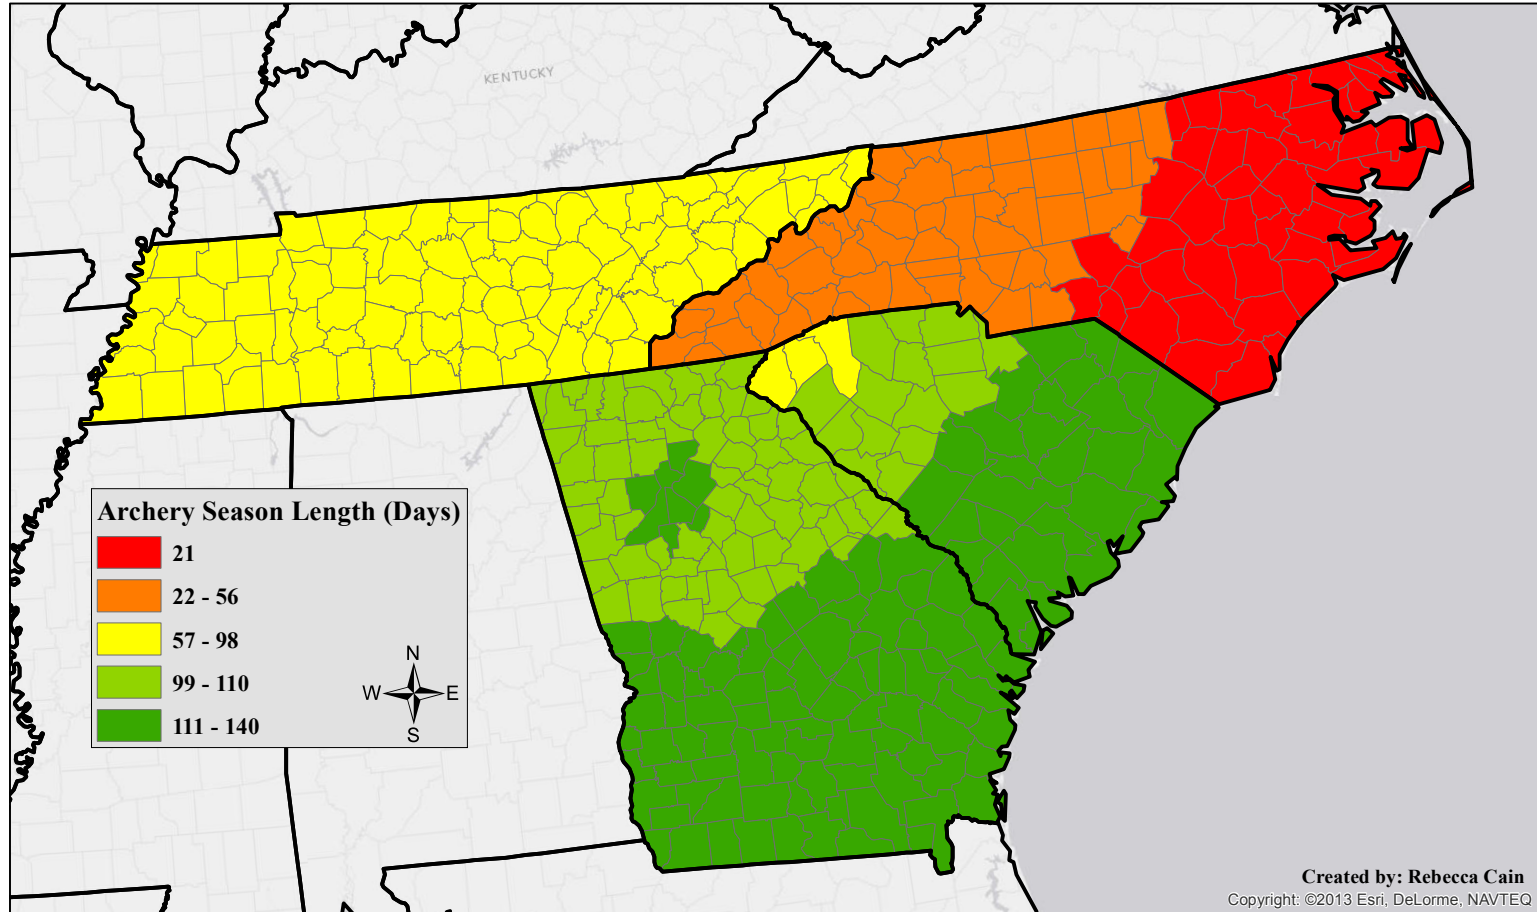 KENTUCKY
Archery Season Length (Days)
21
22 - 56
57 - 98
99 - 110
111 - 140
N
W E
S
Created by: Rebecca Cain
Copyright: ©2013 Esri, DeLorme, NAVTEQ